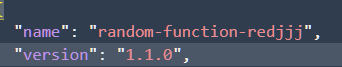 "name": "random-function-redjjj",
"version": "1.1.0",